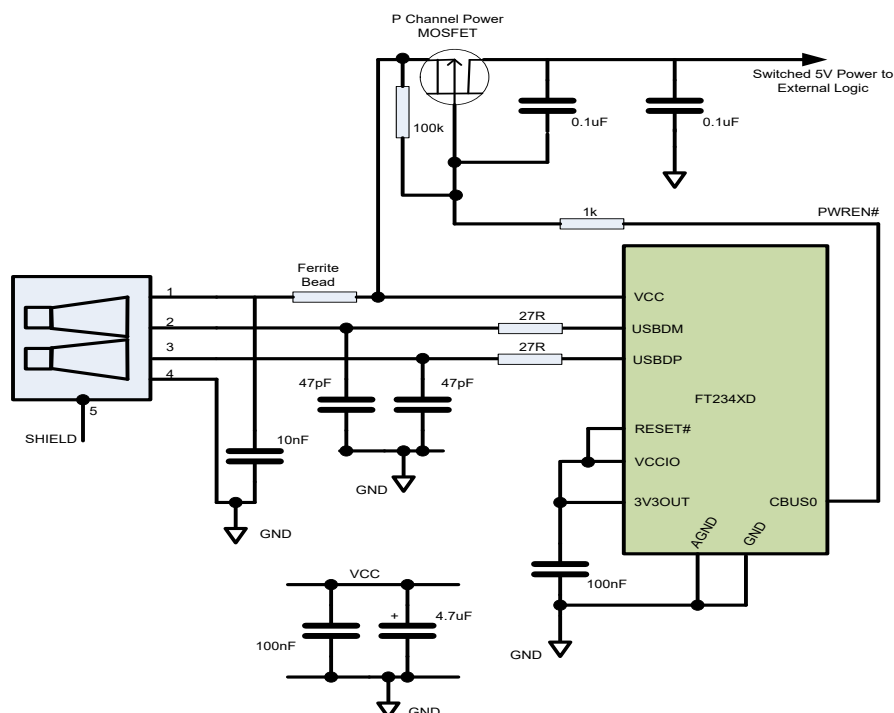 P Channel Power
MOSFET
Switched 5V Power to
External Logic
100k
0.1uF
0.1uF
1k
PWREN#
Ferrite
Bead
1
2
3
4
5
SHIELD
27R
27R
VCC
USBDM
USBDP
47pF
47pF
FT234XD
RESET#
VCCIO
3V3OUT
CBUS0
AGND
GND
10nF
GND
GND
100nF
GND
VCC
100nF
+
4.7uF
GND